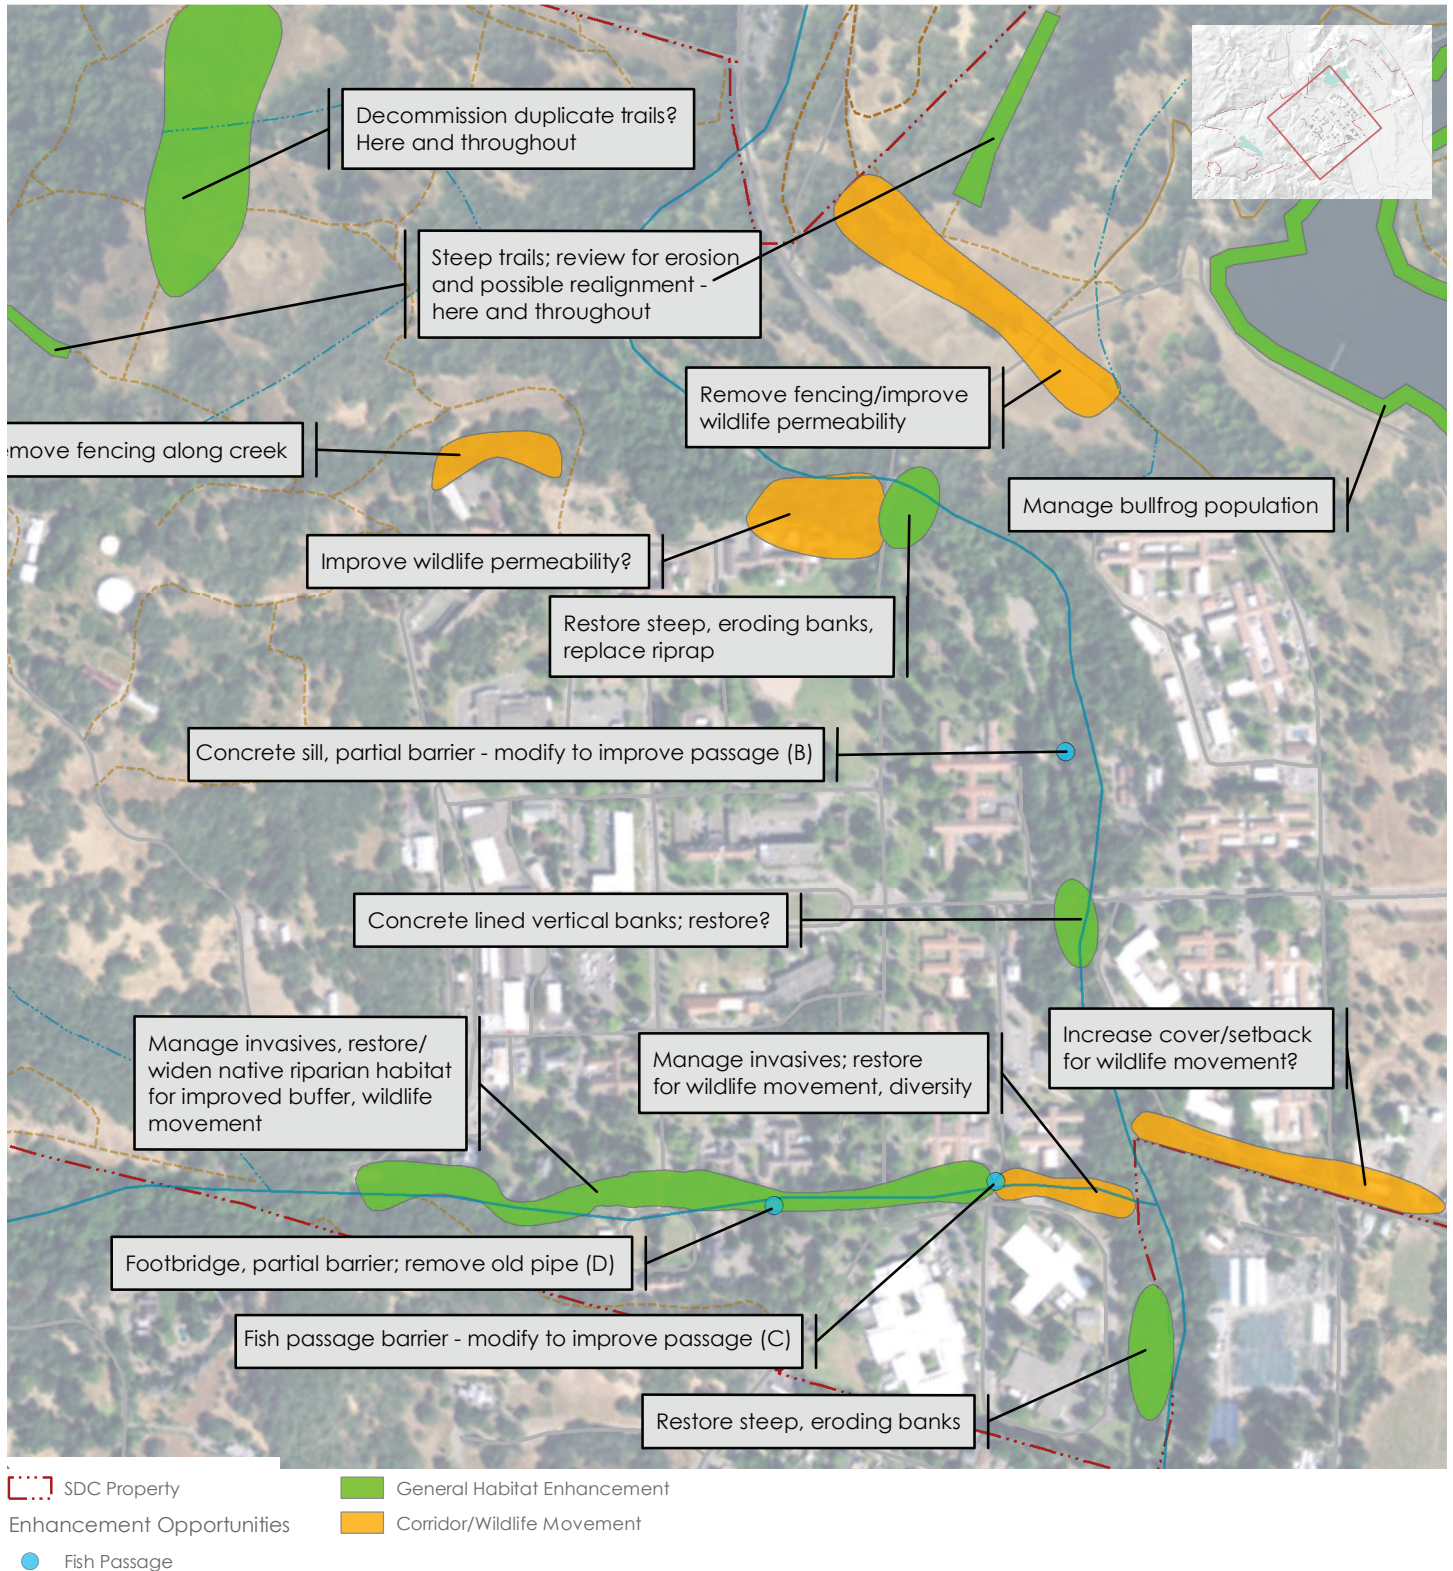 Decommission duplicate trails?
Here and throughout
Steep trails; review for erosion
and possible realignment -
here and throughout
Remove fencing/improve
wildlife permeability
emove fencing along creek
Manage bullfrog population
Improve wildlife permeability?
Restore steep, eroding banks,
replace riprap
Concrete sill, partial barrier - modify to improve passage (B)
Concrete lined vertical banks; restore?
Manage invasives, restore/
widen native riparian habitat
for improved buffer, wildlife
movement
Manage invasives; restore
for wildlife movement, diversity
Increase cover/setback
for wildlife movement?
Footbridge, partial barrier; remove old pipe (D)
Fish passage barrier - modify to improve passage (C)
Restore steep, eroding banks
SDC Property
Enhancement Opportunities
Fish Passage
General Habitat Enhancement
Corridor/Wildlife Movement